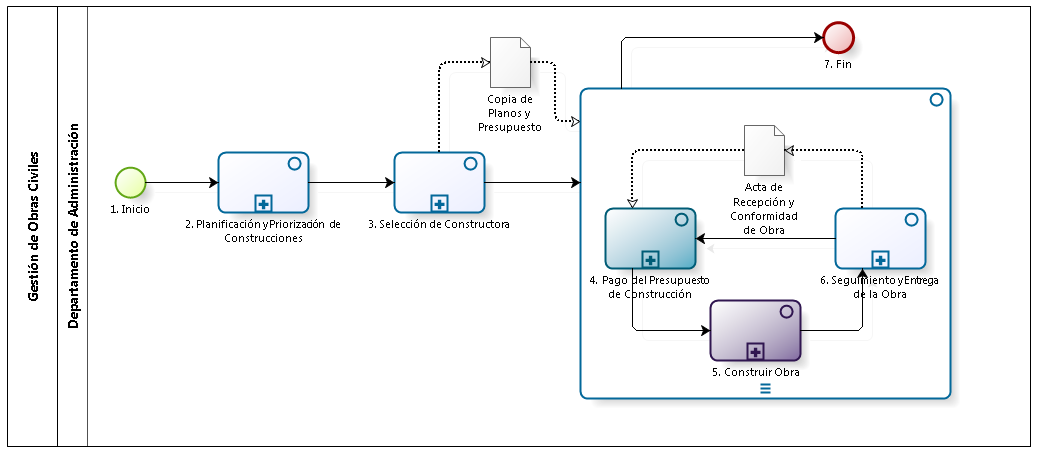 Gestión de Obras Civiles
Departamento de Administración
1. Inicio
2. Planificación y Priorización de
Construcciones
3. Selección de Constructora
Copia de
Planos y
Presupuesto
7. Fin
Acta de
Recepción y
Conformidad
de Obra
4. Pago del Presupuesto
de Construcción
5. Construir Obra
6. Seguimiento y Entrega
de la Obra